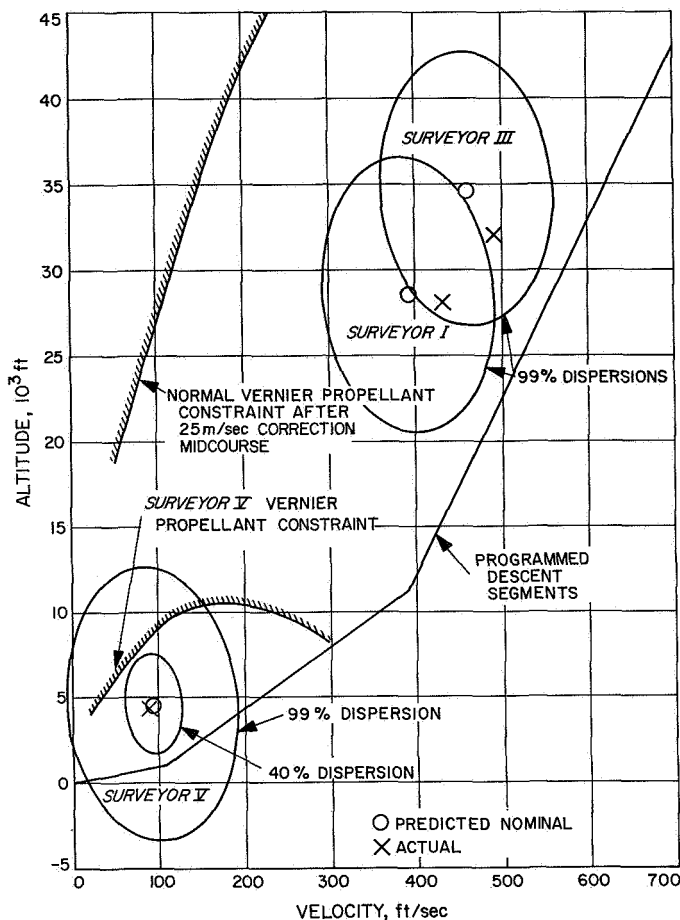 45
40
35
30
25
20
15
10
5
0
-5
ALTITUDE, 10³ ft
SURVEYOR III
SURVEYOR I
99% DISPERSIONS
NORMAL VERNIER PROPELLANT
CONSTRAINT AFTER
25 m/sec CORRECTION
MIDCOURSE
SURVEYOR V VERNIER
PROPELLANT CONSTRAINT
PROGRAMMED
DESCENT
SEGMENTS
99% DISPERSION
40% DISPERSION
SURVEYOR V
PREDICTED NOMINAL
ACTUAL
0 100 200 300 400 500 600 700
VELOCITY, ft/sec